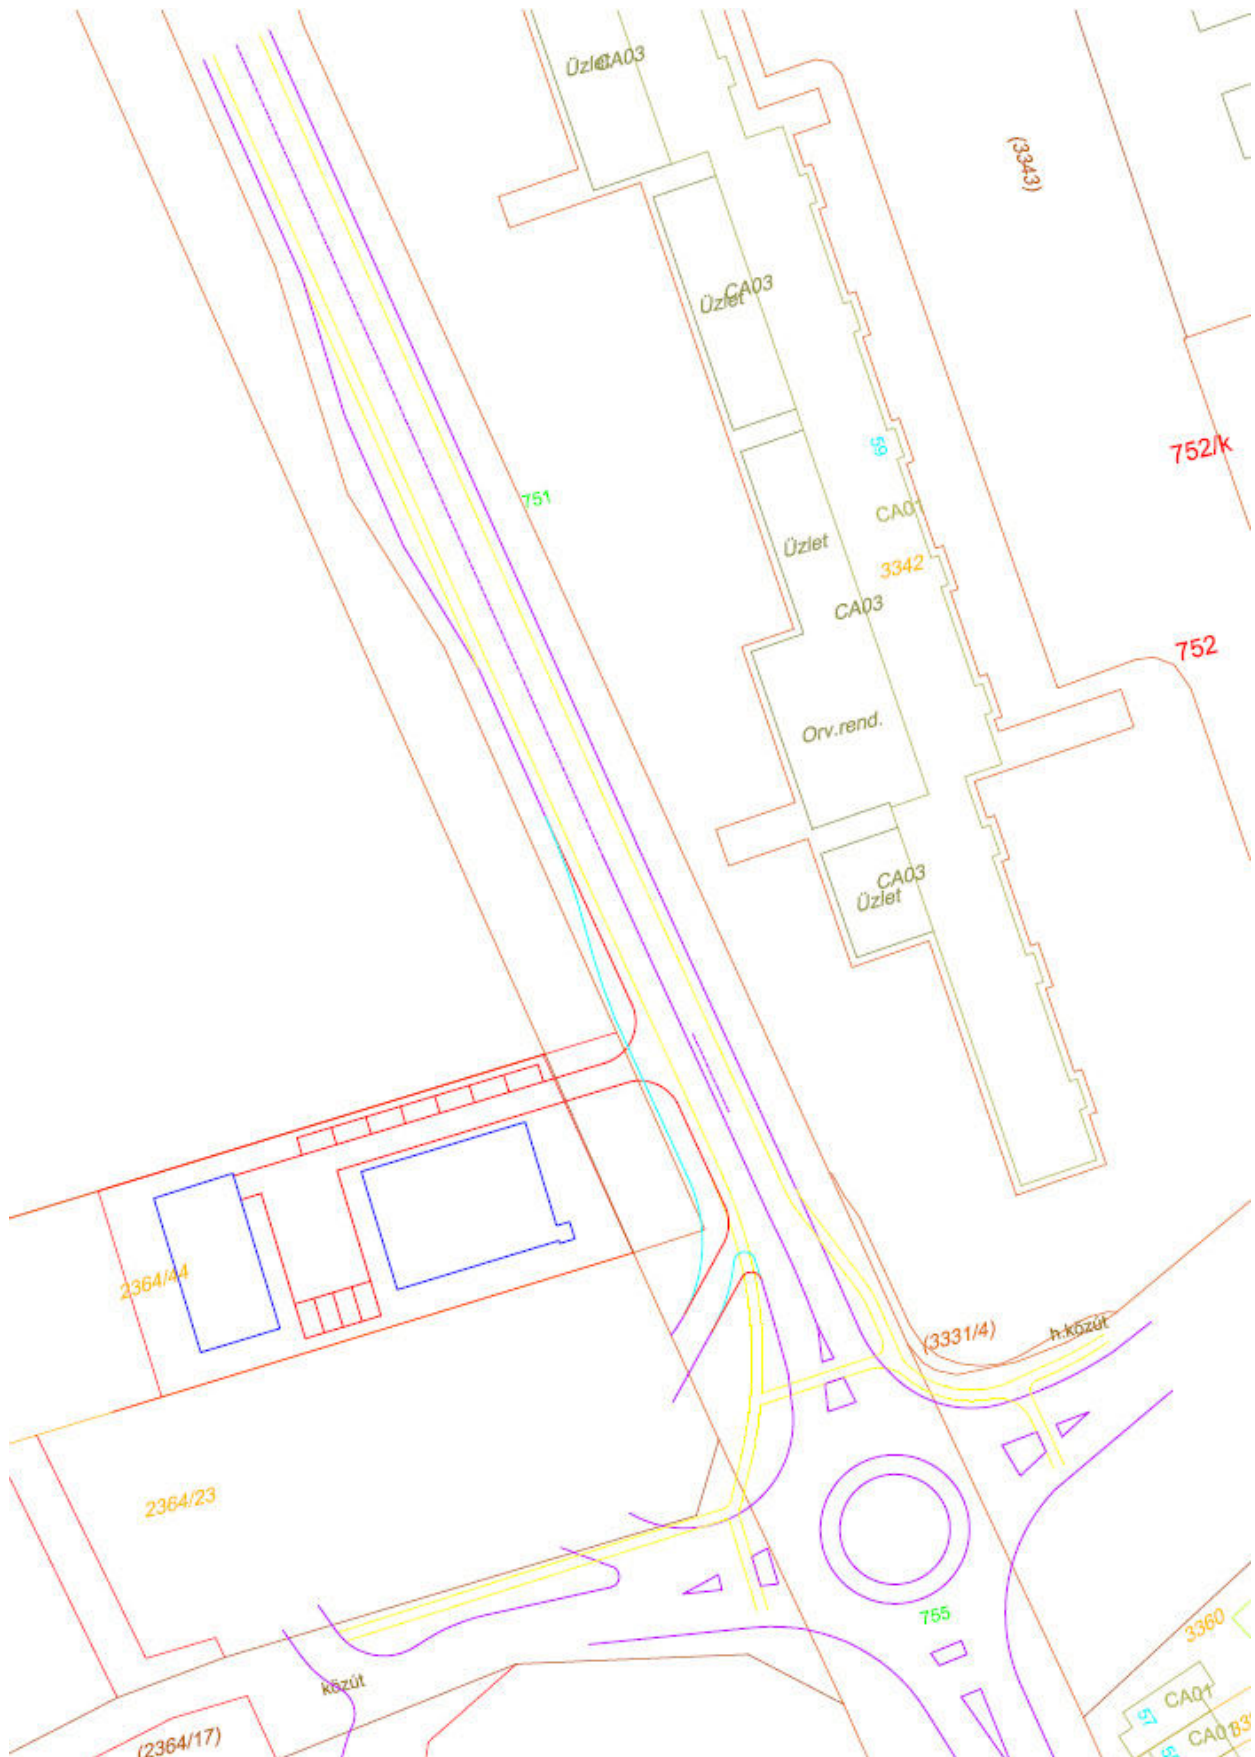 Üzlet
CA03
(3343)
CA03
Üzlet
59
752/k
751
CA01
Üzlet
3342
CA03
752
Orv.rend.
CA03
Üzlet
2364/44
(3331/4)
h.közút
2364/23
755
3360
közút
CA01
57
(2364/17)
CA01